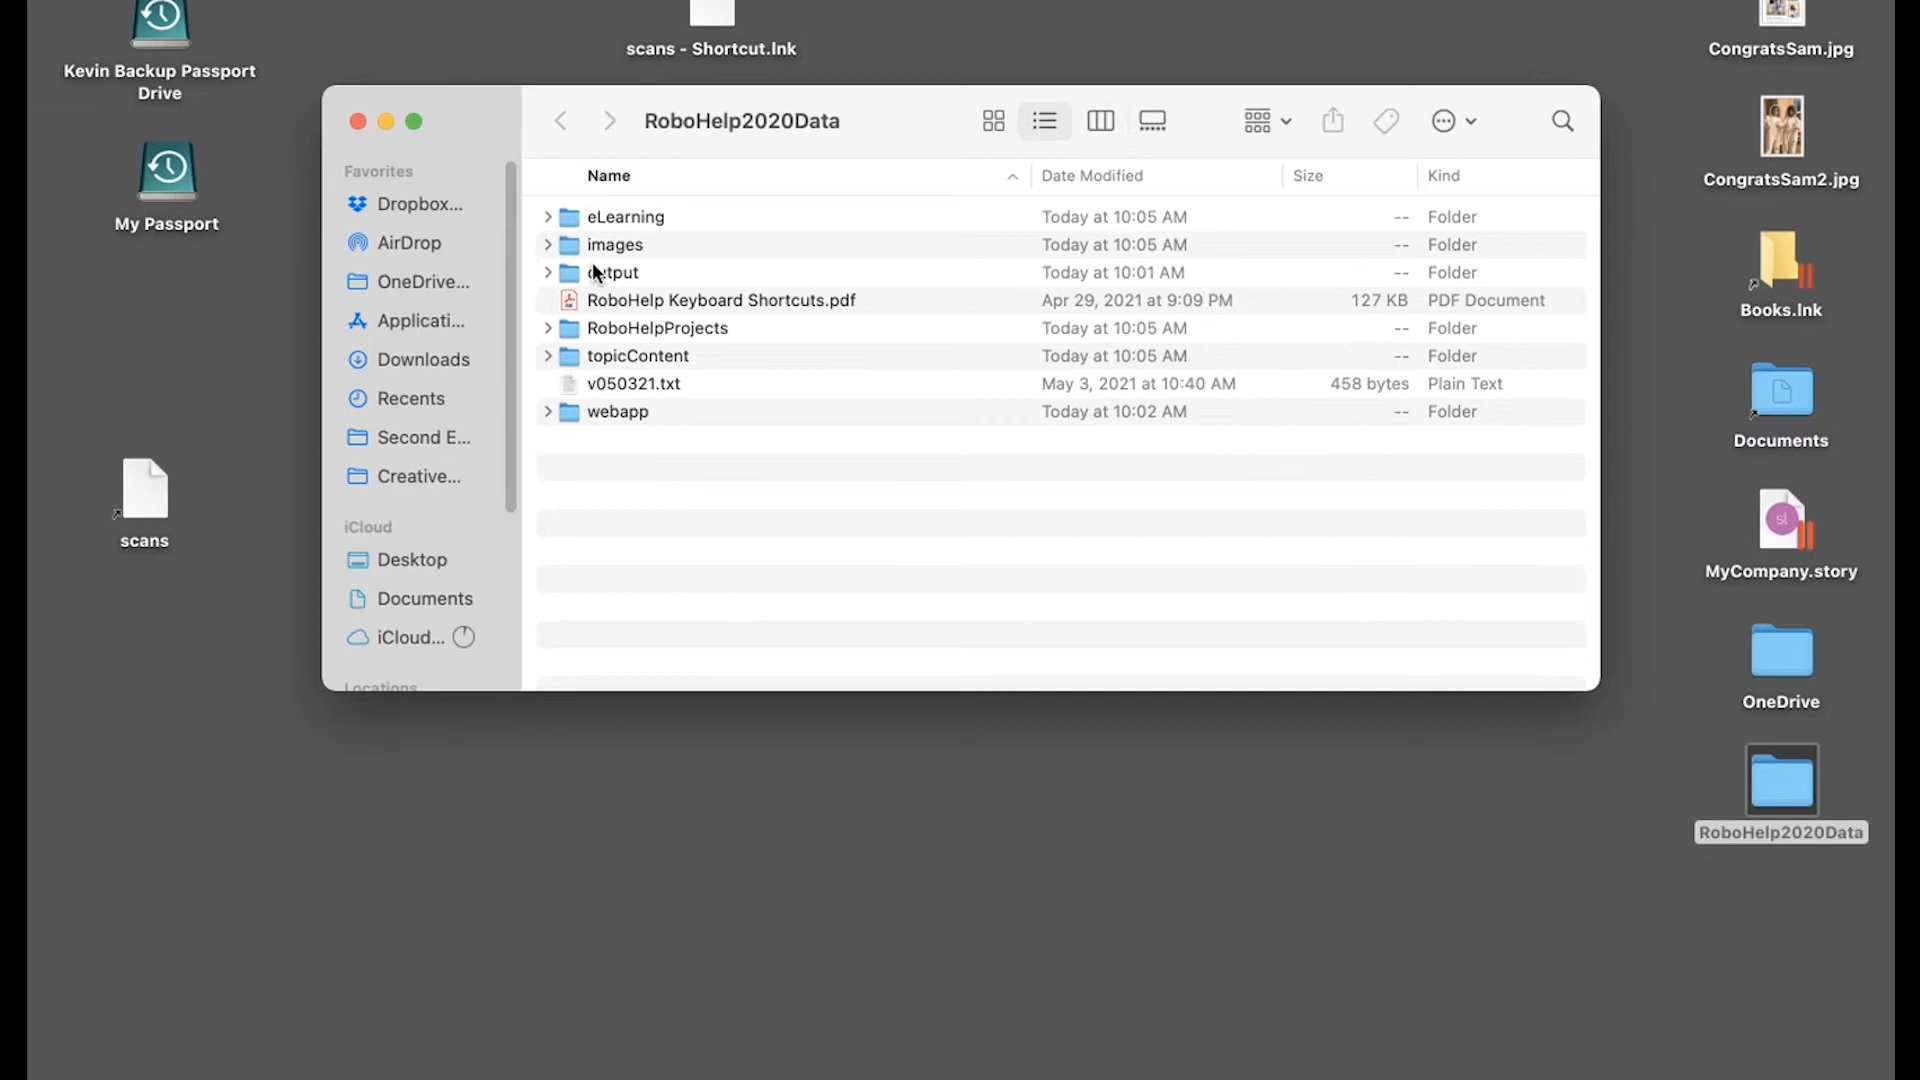 Kevin Backup Passport
Drive
My Passport
scans
scans - Shortcut.lnk
RoboHelp2020Data
Favorites
Dropbox...
AirDrop
OneDrive...
Applicati...
Downloads
Recents
Second E...
Creative...
iCloud
Desktop
Documents
iCloud...
Locations
Name Date Modified Size Kind
eLearning Today at 10:05 AM -- Folder
images Today at 10:05 AM -- Folder
output Today at 10:01 AM -- Folder
RoboHelp Keyboard Shortcuts.pdf Apr 29, 2021 at 9:09 PM 127 KB PDF Document
RoboHelpProjects Today at 10:05 AM -- Folder
topicContent Today at 10:05 AM -- Folder
v050321.txt May 3, 2021 at 10:40 AM 458 bytes Plain Text
webapp Today at 10:02 AM -- Folder
CongratsSam.jpg
CongratsSam2.jpg
Books.lnk
Documents
sl
MyCompany.story
OneDrive
RoboHelp2020Data